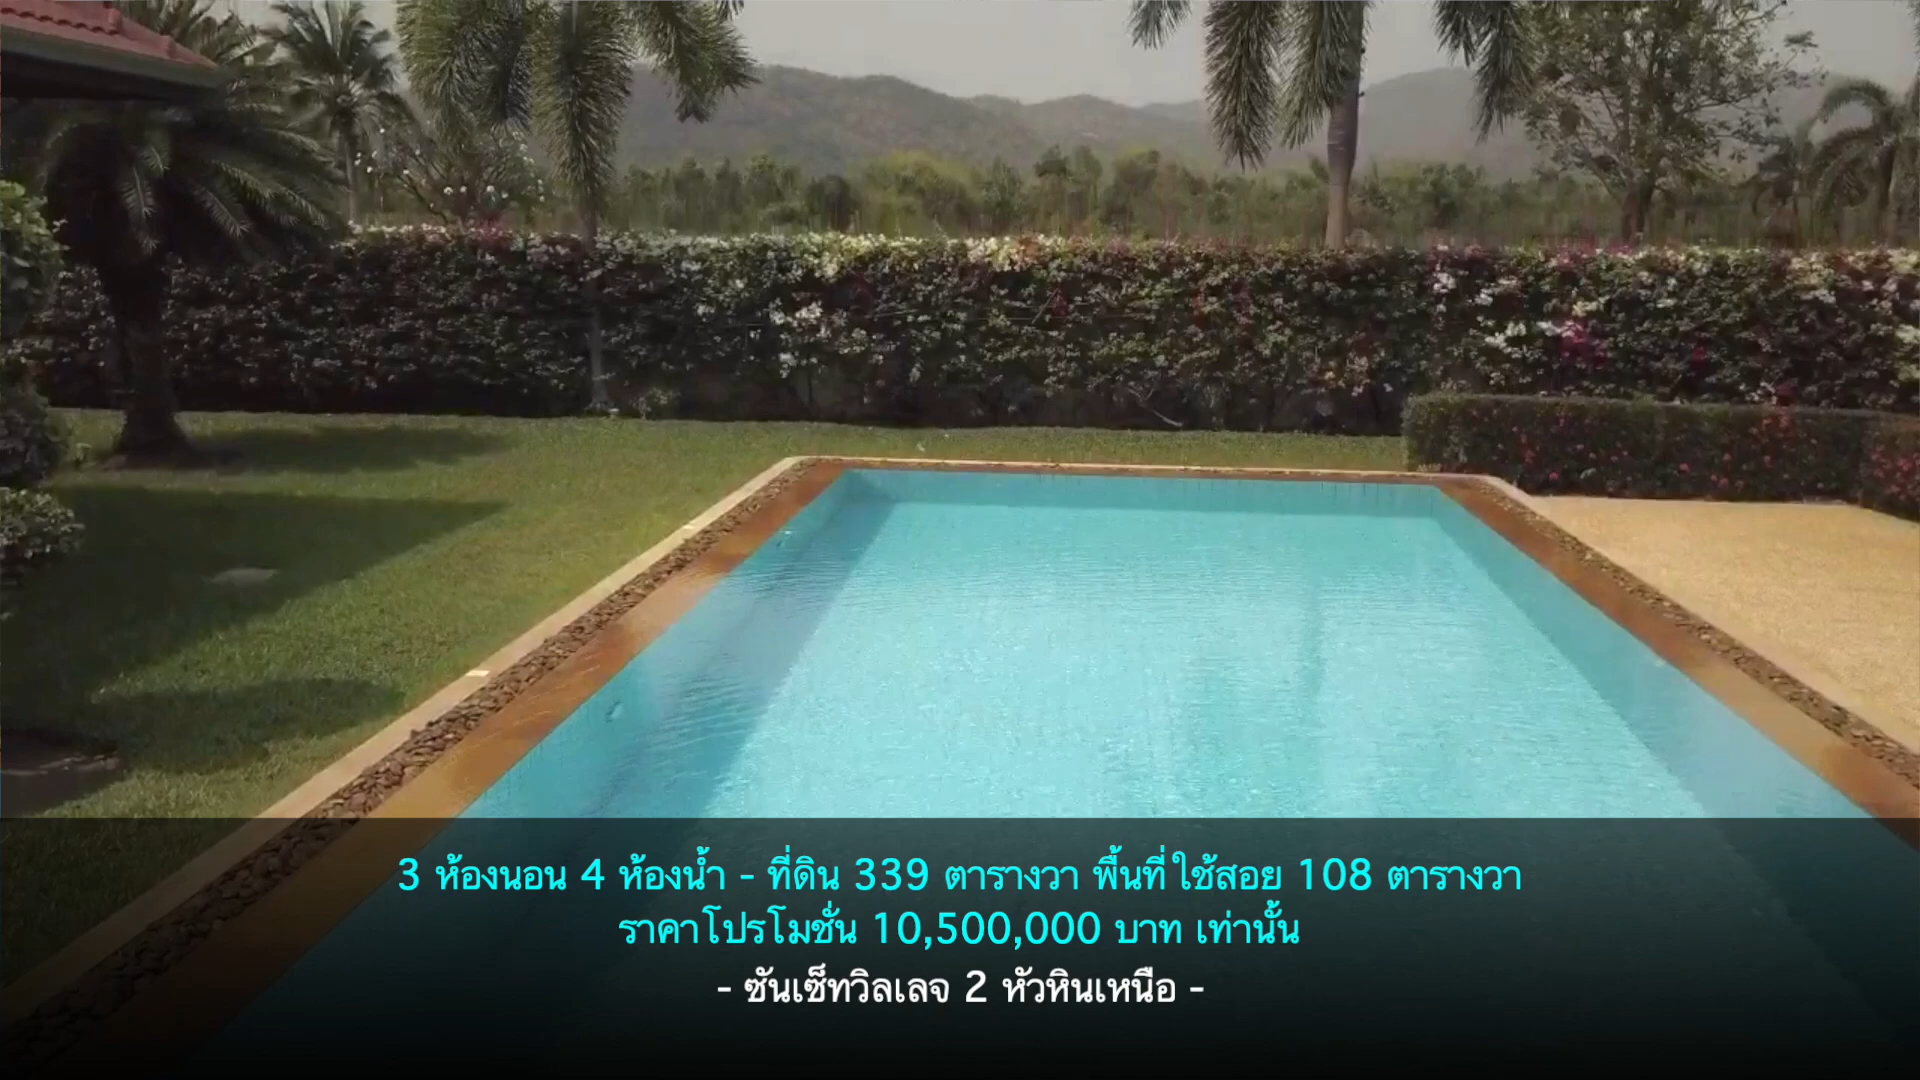 3 ห้องนอน 4 ห้องน้ำ - ที่ดิน 339 ตารางวา พื้นที่ใช้สอย 108 ตารางวา
ราคาโปรโมชั่น 10,500,000 บาท เท่านั้น
- ซันเซ็ทวิลเลจ 2 หัวหินเหนือ -